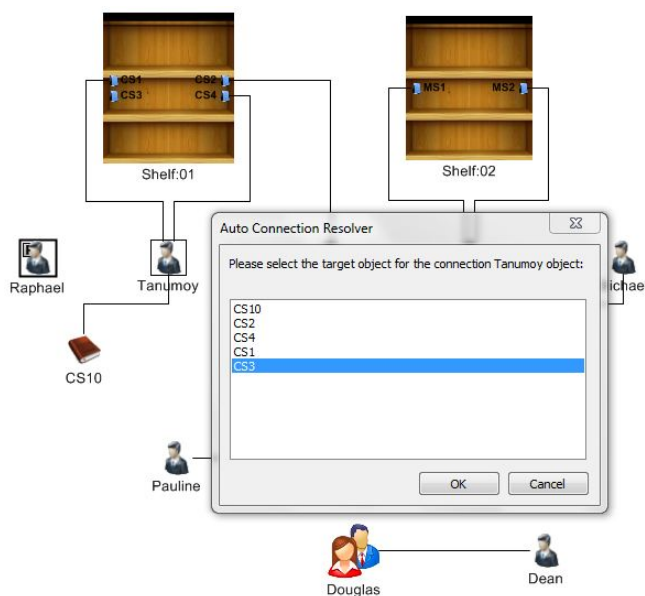 CS1 CS2
CS3 CS4
MS1 MS2
Shelf:01
Shelf:02
Auto Connection Resolver
Please select the target object for the connection Tanumoy object:
Raphael
Tanumoy
ichae
CS10
CS2
CS4
CS1
CS3
CS10
Pauline
OK
Cancel
Douglas
Dean